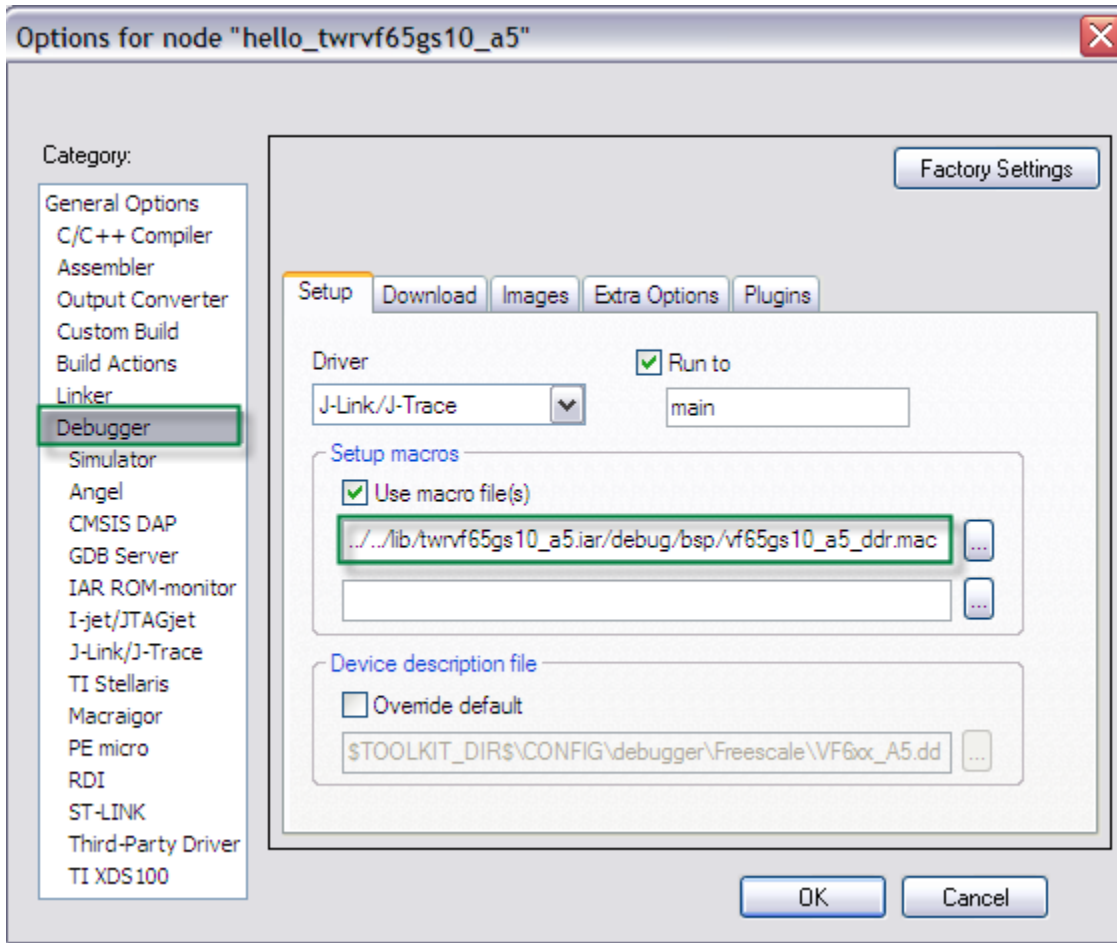 Options for node "hello_twrvf65gs10_a5"
Category:
Factory Settings
General Options
C/C++ Compiler
Assembler
Output Converter
Custom Build
Build Actions
Linker
Debugger
Simulator
Angel
CMSIS DAP
GDB Server
IAR ROM-monitor
I-jet/JTAGjet
J-Link/J-Trace
TI Stellaris
Macraigor
PE micro
RDI
ST-LINK
Third-Party Driver
TI XDS100
Setup Download Images Extra Options Plugins
Driver Run to
J-Link/J-Trace main
Setup macros
Use macro file(s)
../../lib/twrvf65gs10_a5.iar/debug/bsp/vf65gs10_a5_ddr.mac ...
...
Device description file
Override default
$TOOLKIT_DIR$\CONFIG\debugger\Freescale\VF6xx_A5.dd ...
OK Cancel